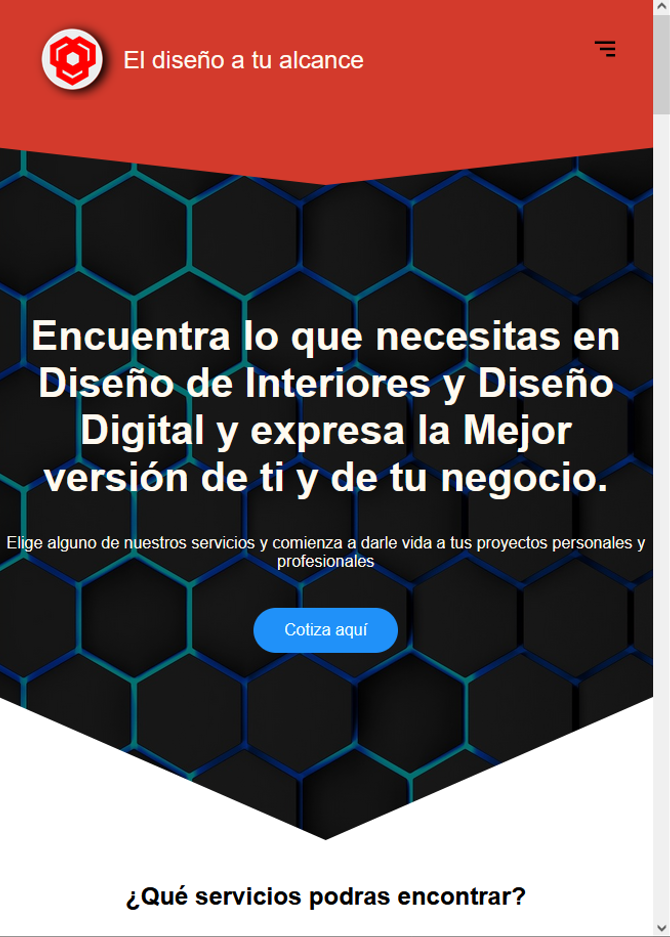 El diseño a tu alcance
Encuentra lo que necesitas en
Diseño de Interiores y Diseño
Digital y expresa la Mejor
versión de ti y de tu negocio.
Elige alguno de nuestros servicios y comienza a darle vida a tus proyectos personales y
profesionales
Cotiza aquí
¿Qué servicios podras encontrar?